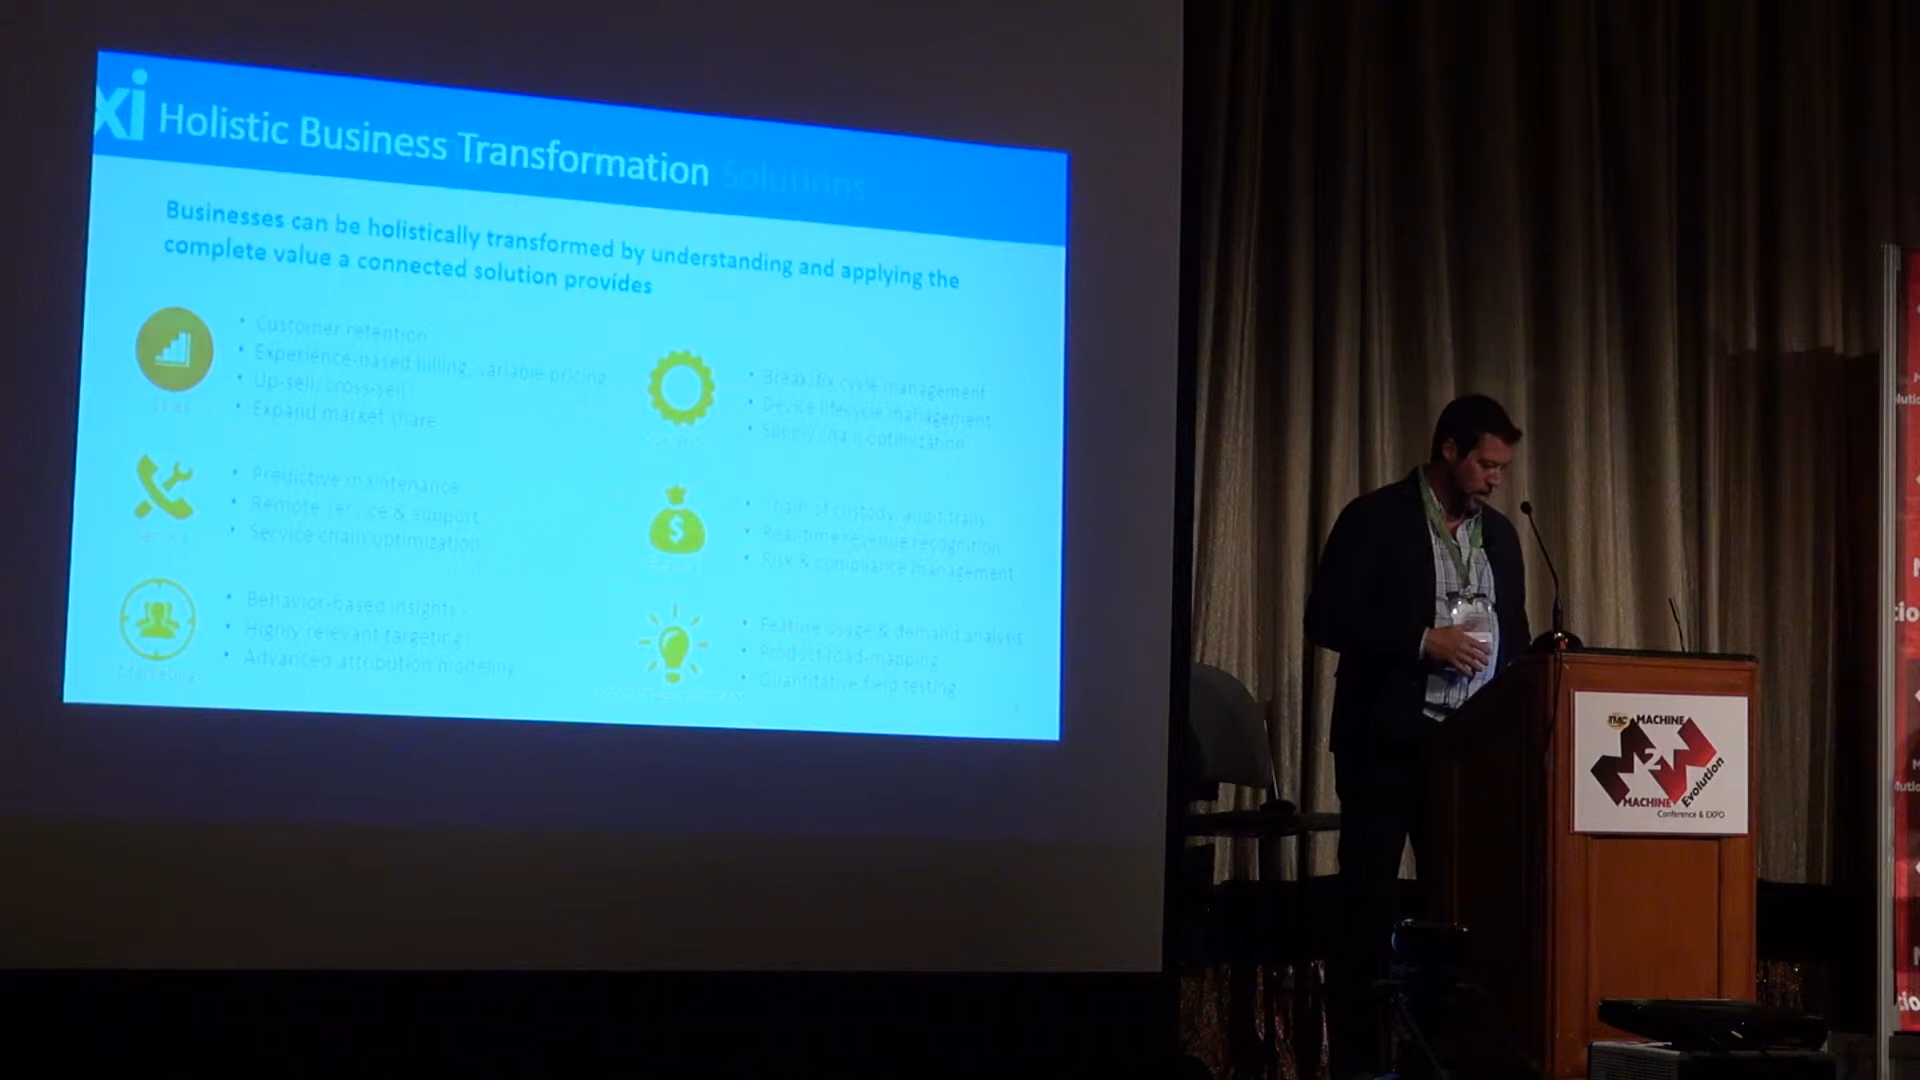 xi Holistic Business Transformation Solutions
Businesses can be holistically transformed by understanding and applying the
complete value a connected solution provides
• Customer retention
• Experience-based billing, variable pricing
• Up-sell, cross-sell
• Expand market share
• Predictive maintenance
• Remote service & support
• Service chain optimization
Service
• Behavior-based insights
• Highly relevant targeting
• Advanced attribution modeling
Marketing
• Break/fix cycle management
• Device lifecycle management
• Supply chain optimization
$
• Chain of custody, audit trails
• Real-time revenue recognition
• Risk & compliance management
• Feature usage & demand analysis
• Product road-mapping
• Quantitative field testing
TMC MACHINE
M2M
MACHINE Evolution
Conference & EXPO